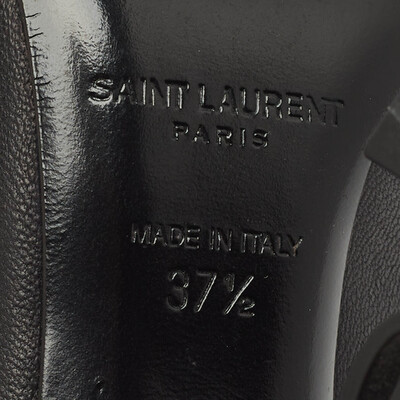 SAINT LAURENT
PARIS
MADE IN ITALY
37½